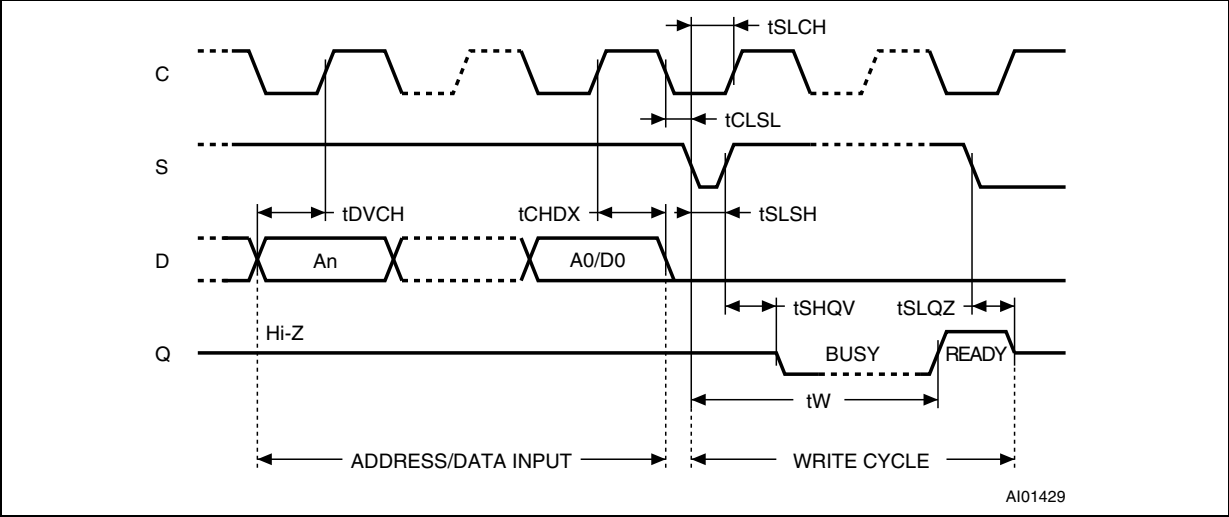 tSLCH
C
tCLSL
S
tDVCH tCHDX tSLSH
D An A0/D0
tSHQV tSLQZ
Hi-Z
Q BUSY READY
tW
ADDRESS/DATA INPUT WRITE CYCLE
AI01429